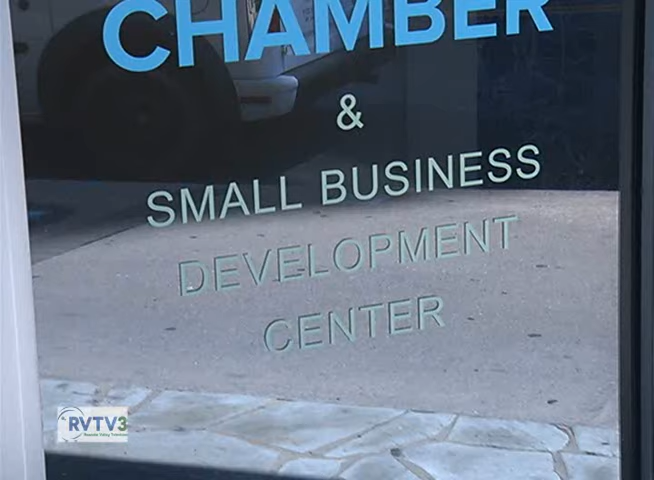 CHAMBER
&
SMALL BUSINESS
DEVELOPMENT
CENTER
RVTV3